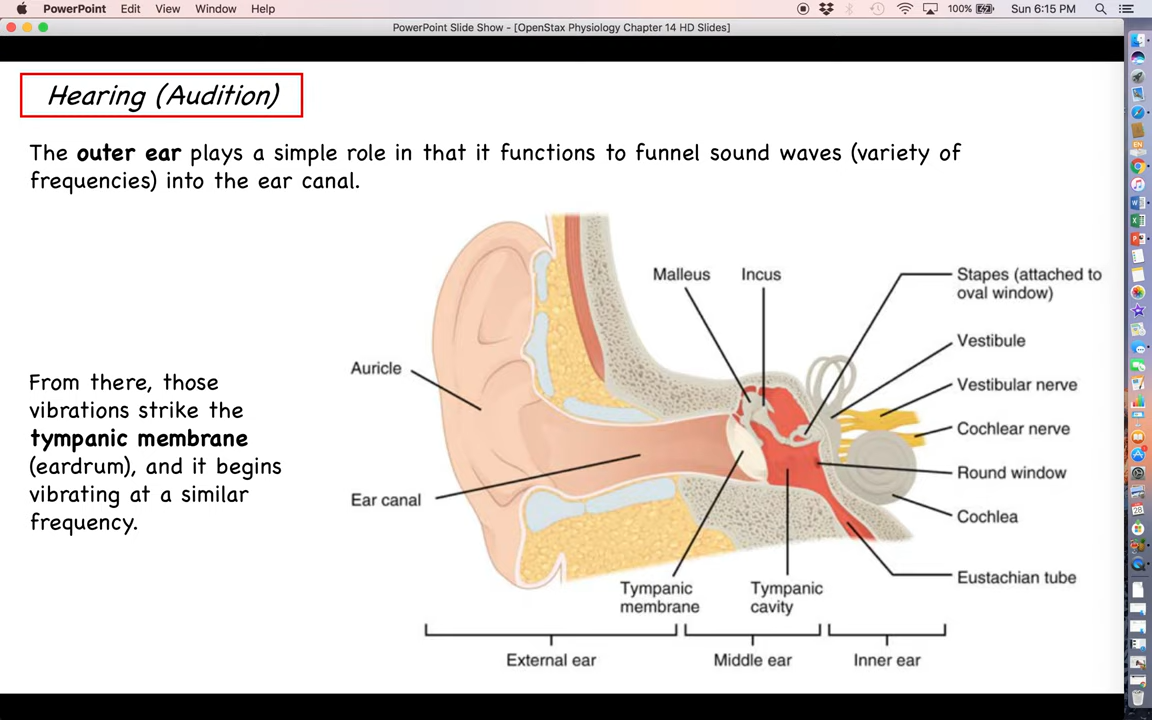 PowerPoint Edit View Window Help
100% Sun 6:15 PM
PowerPoint Slide Show - [OpenStax Physiology Chapter 14 HD Slides]
Hearing (Audition)
The outer ear plays a simple role in that it functions to funnel sound waves (variety of
frequencies) into the ear canal.
Malleus
Incus
Stapes (attached to
oval window)
Vestibule
Auricle
Vestibular nerve
From there, those
vibrations strike the
tympanic membrane
(eardrum), and it begins
vibrating at a similar
frequency.
Cochlear nerve
Round window
Ear canal
Cochlea
Eustachian tube
Tympanic
membrane
Tympanic
cavity
External ear
Middle ear
Inner ear